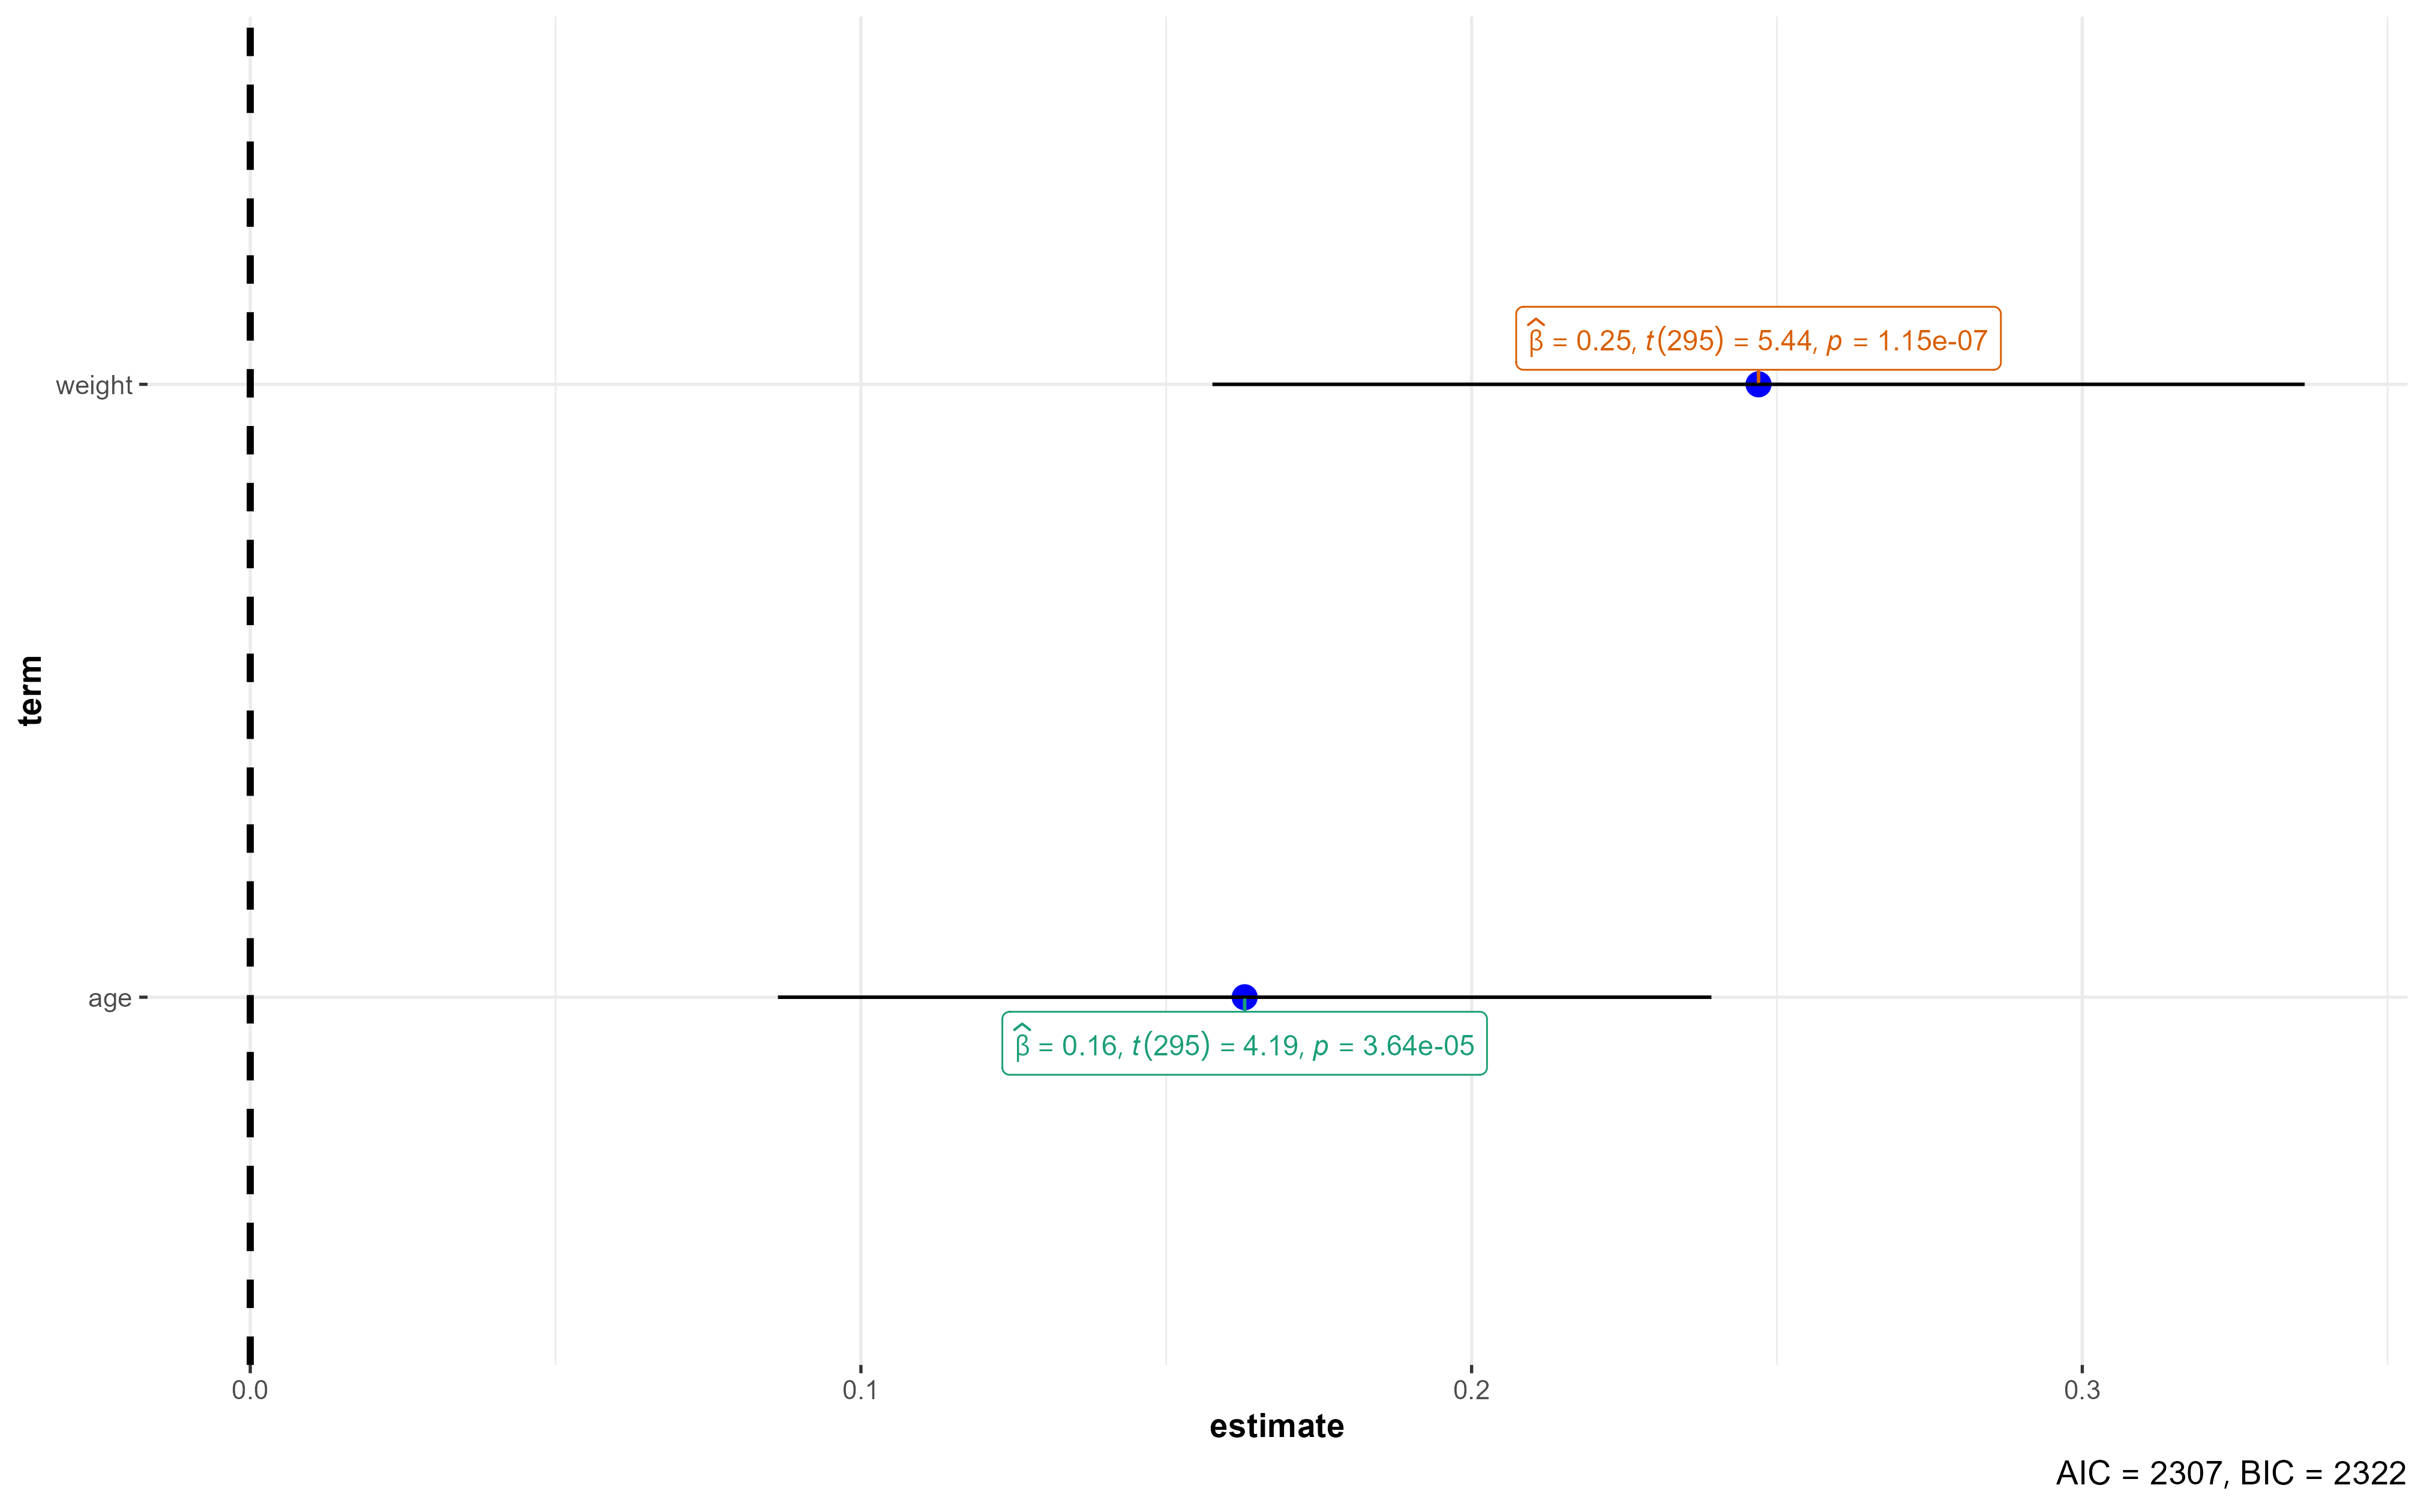 weight
β̂ = 0.25, t(295) = 5.44, p = 1.15e-07
term
age
β̂ = 0.16, t(295) = 4.19, p = 3.64e-05
0.0 0.1 0.2 0.3
estimate
AIC = 2307, BIC = 2322